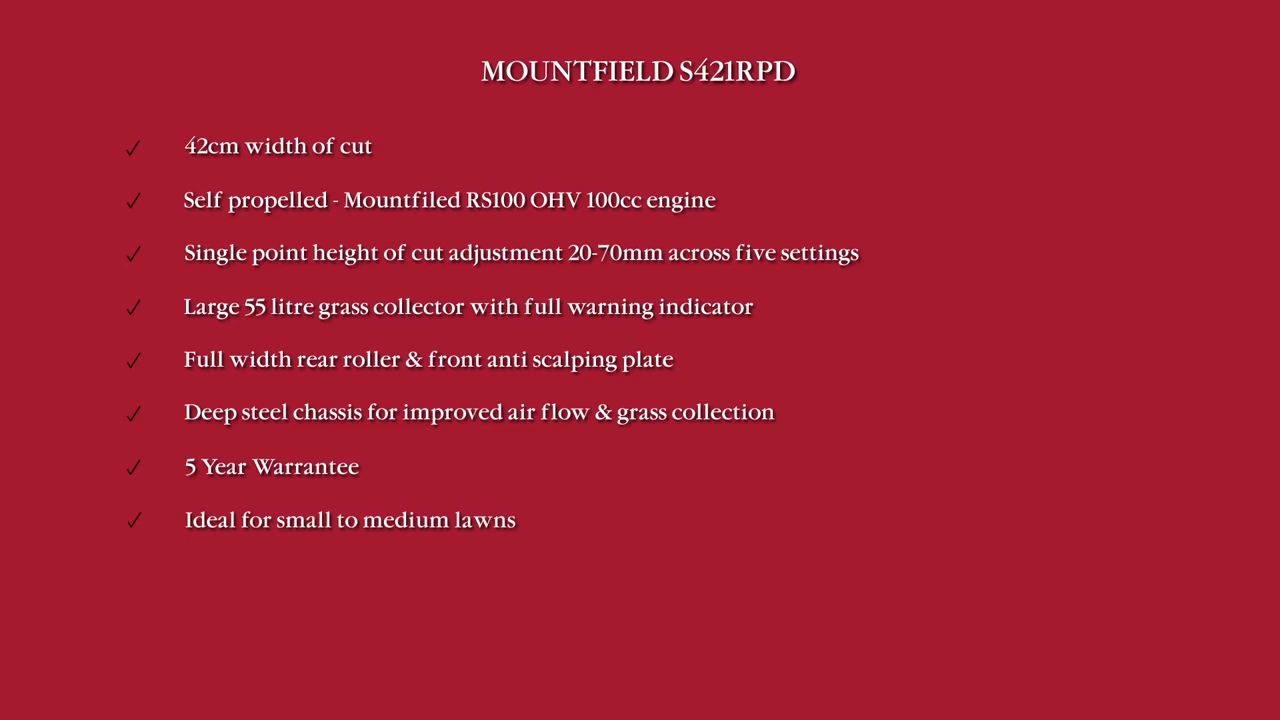 MOUNTFIELD S421RPD
✓ 42cm width of cut
✓ Self propelled - Mountfiled RS100 OHV 100cc engine
✓ Single point height of cut adjustment 20-70mm across five settings
✓ Large 55 litre grass collector with full warning indicator
✓ Full width rear roller & front anti scalping plate
✓ Deep steel chassis for improved air flow & grass collection
✓ 5 Year Warrantee
✓ Ideal for small to medium lawns